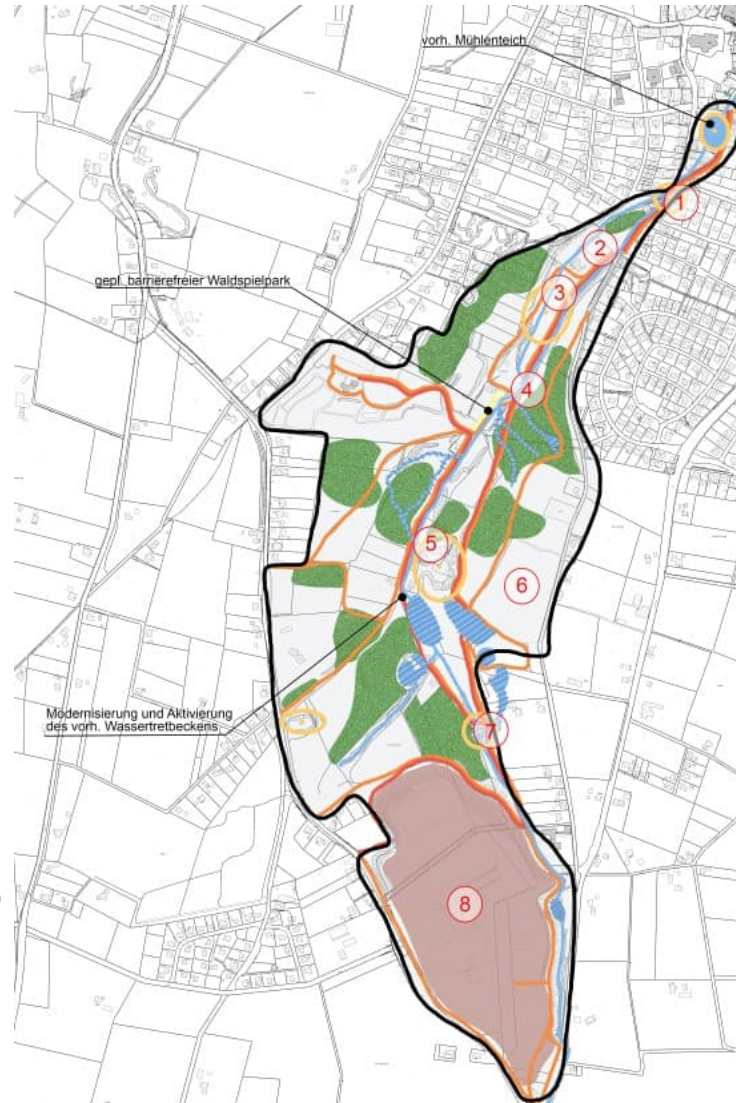 vorh. Mühlenteich
1
2
gepl. barrierefreier Waldspielpark
3
4
5
6
Modernisierung und Aktivierung
des vorh. Wassertretbeckens
7
8